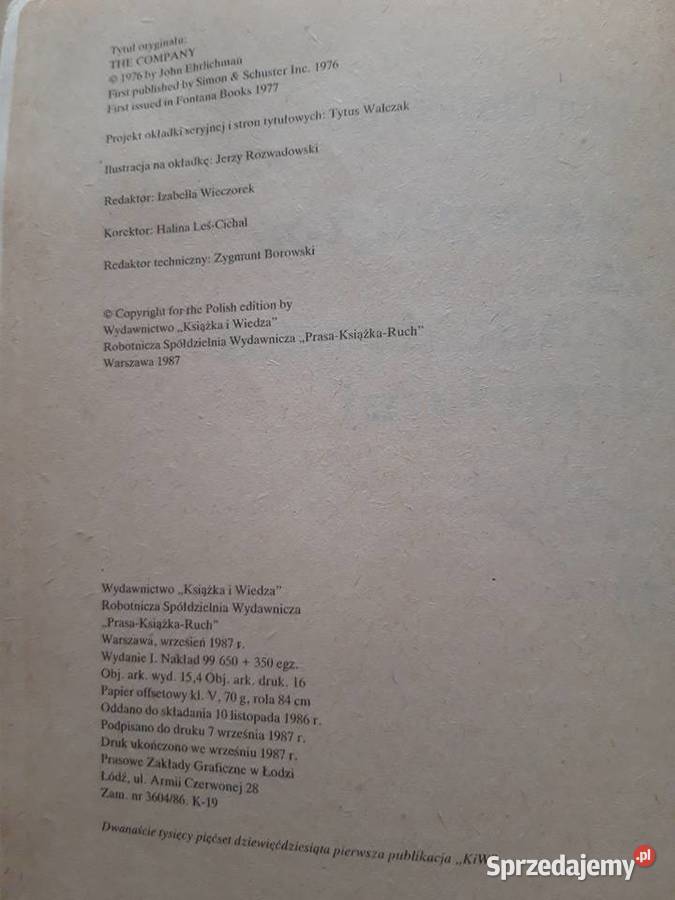 Tytuł oryginału:
THE COMPANY
© 1976 by John Ehrlichman
First published by Simon & Schuster Inc. 1976
First issued in Fontana Books 1977
Projekt okładki seryjnej i stron tytułowych: Tytus Walczak
Ilustracja na okładkę: Jerzy Rozwadowski
Redaktor: Izabella Wieczorek
Korektor: Halina Leś-Cichal
Redaktor techniczny: Zygmunt Borowski
© Copyright for the Polish edition by
Wydawnictwo „Książka i Wiedza”
Robotnicza Spółdzielnia Wydawnicza „Prasa-Książka-Ruch”
Warszawa 1987
Wydawnictwo „Książka i Wiedza”
Robotnicza Spółdzielnia Wydawnicza
„Prasa-Książka-Ruch”
Warszawa, wrzesień 1987 r.
Wydanie I. Nakład 99 650 + 350 egz.
Obj. ark. wyd. 15,4 Obj. ark. druk. 16
Papier offsetowy kl. V, 70 g, rola 84 cm
Oddano do składania 10 listopada 1986 r.
Podpisano do druku 7 września 1987 r.
Druk ukończono we wrześniu 1987 r.
Prasowe Zakłady Graficzne w Łodzi
Łódź, ul. Armii Czerwonej 28
Zam. nr 3604/86. K-19
Dwanaście tysięcy pięćset dziewięćdziesiąta pierwsza publikacja „KiW
Sprzedajemy.pl